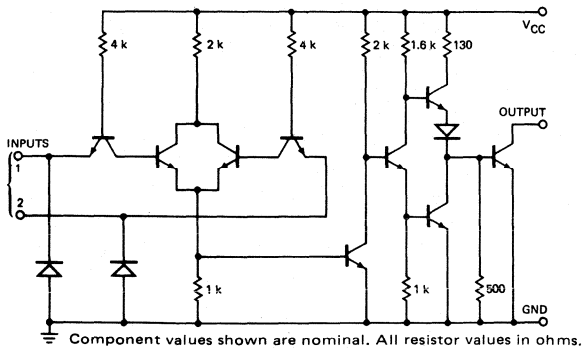 VCC
4 k
2 k
4 k
2 k
1.6 k
130
OUTPUT
INPUTS
1
2
1 k
1 k
500
GND
Component values shown are nominal. All resistor values in ohms.